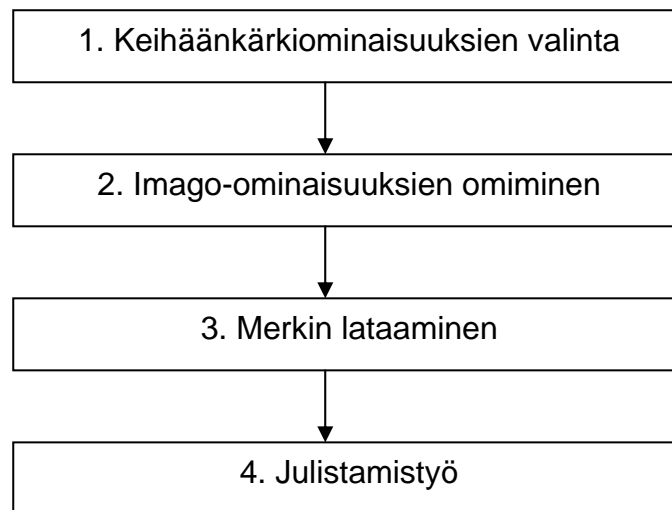 1. Keihäänkärkiominaisuuksien valinta
2. Imago-ominaisuuksien omiminen
3. Merkin lataaminen
4. Julistamistyö